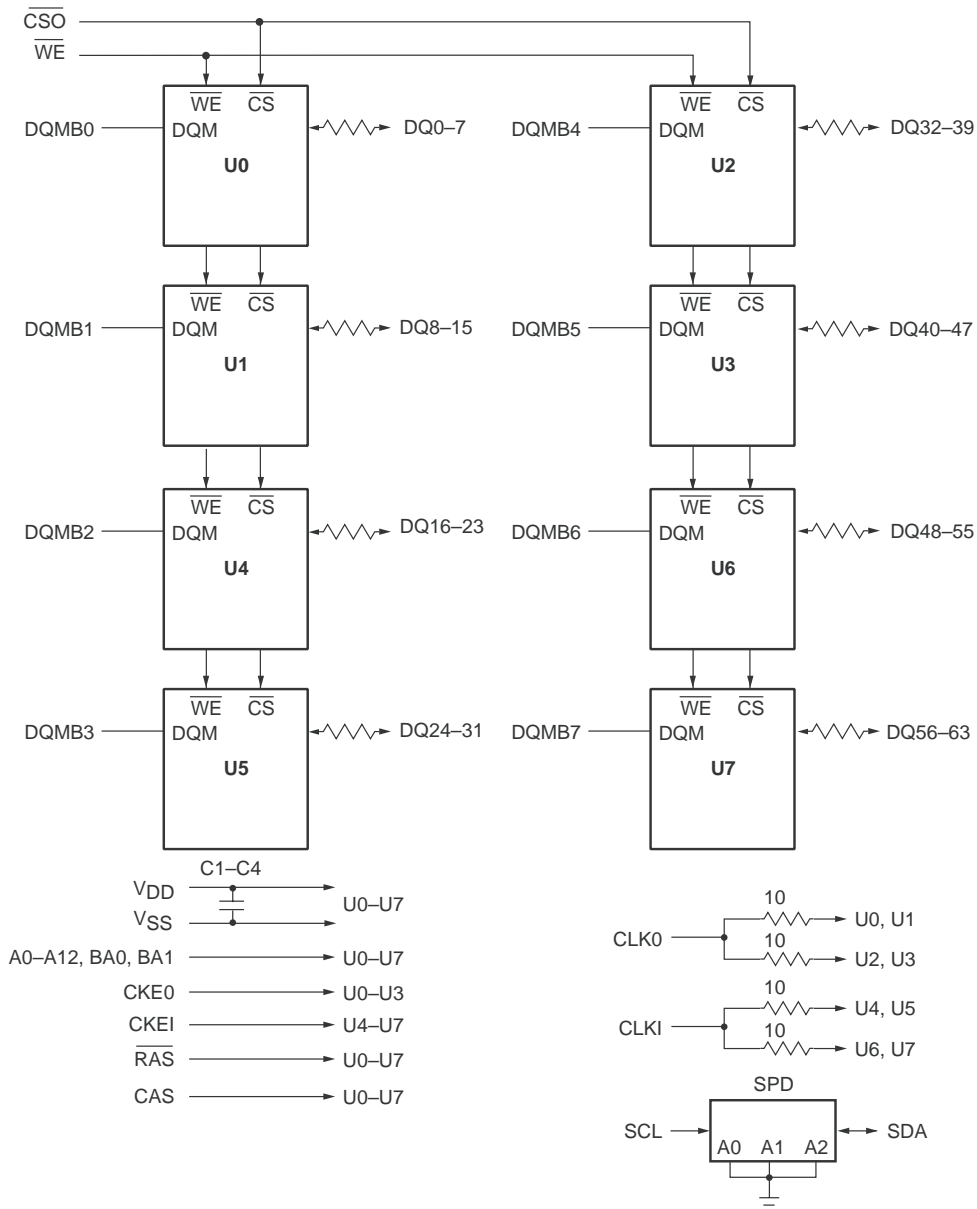 CSO
WE
WE CS
DQMB0 DQM DQ0–7
U0
WE CS
DQMB4 DQM DQ32–39
U2
WE CS
DQMB1 DQM DQ8–15
U1
WE CS
DQMB5 DQM DQ40–47
U3
WE CS
DQMB2 DQM DQ16–23
U4
WE CS
DQMB6 DQM DQ48–55
U6
WE CS
DQMB3 DQM DQ24–31
U5
WE CS
DQMB7 DQM DQ56–63
U7
C1–C4
VDD
U0–U7
VSS
A0–A12, BA0, BA1 U0–U7
CKE0 U0–U3
CKEI U4–U7
RAS U0–U7
CAS U0–U7
10
U0, U1
CLK0
10
U2, U3
10
U4, U5
CLKI
10
U6, U7
SPD
SCL SDA
A0 A1 A2